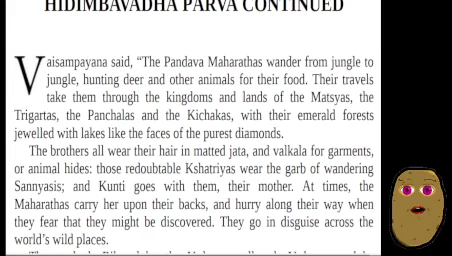 HIDIMBAVADHA PARVA CONTINUED
Vaisampayana said, “The Pandava Maharathas wander from jungle to
jungle, hunting deer and other animals for their food. Their travels
take them through the kingdoms and lands of the Matsyas, the
Trigartas, the Panchalas and the Kichakas, with their emerald forests
jewelled with lakes like the faces of the purest diamonds.
The brothers all wear their hair in matted jata, and valkala for garments,
or animal hides: those redoubtable Kshatriyas wear the garb of wandering
Sannyasis; and Kunti goes with them, their mother. At times, the
Maharathas carry her upon their backs, and hurry along their way when
they fear that they might be discovered. They go in disguise across the
world’s wild places.